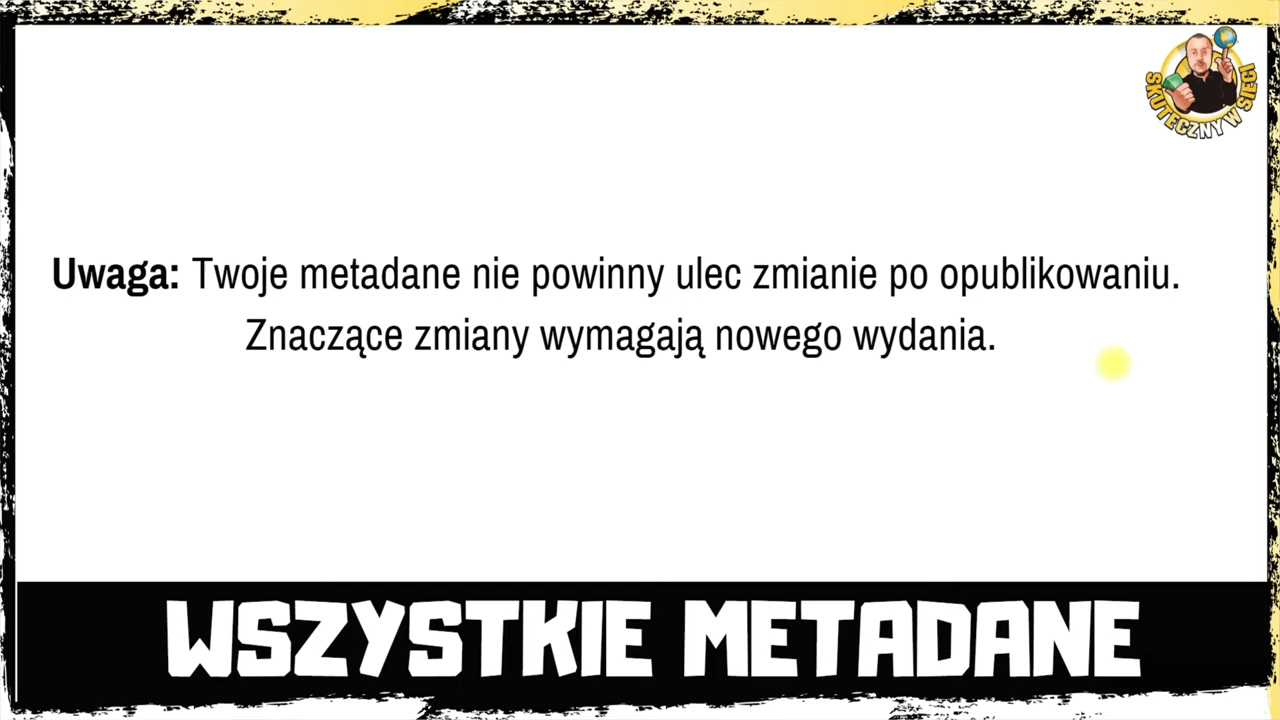 SKUTECZNY W SIECI
Uwaga: Twoje metadane nie powinny ulec zmianie po opublikowaniu.
Znaczące zmiany wymagają nowego wydania.
WSZYSTKIE METADANE